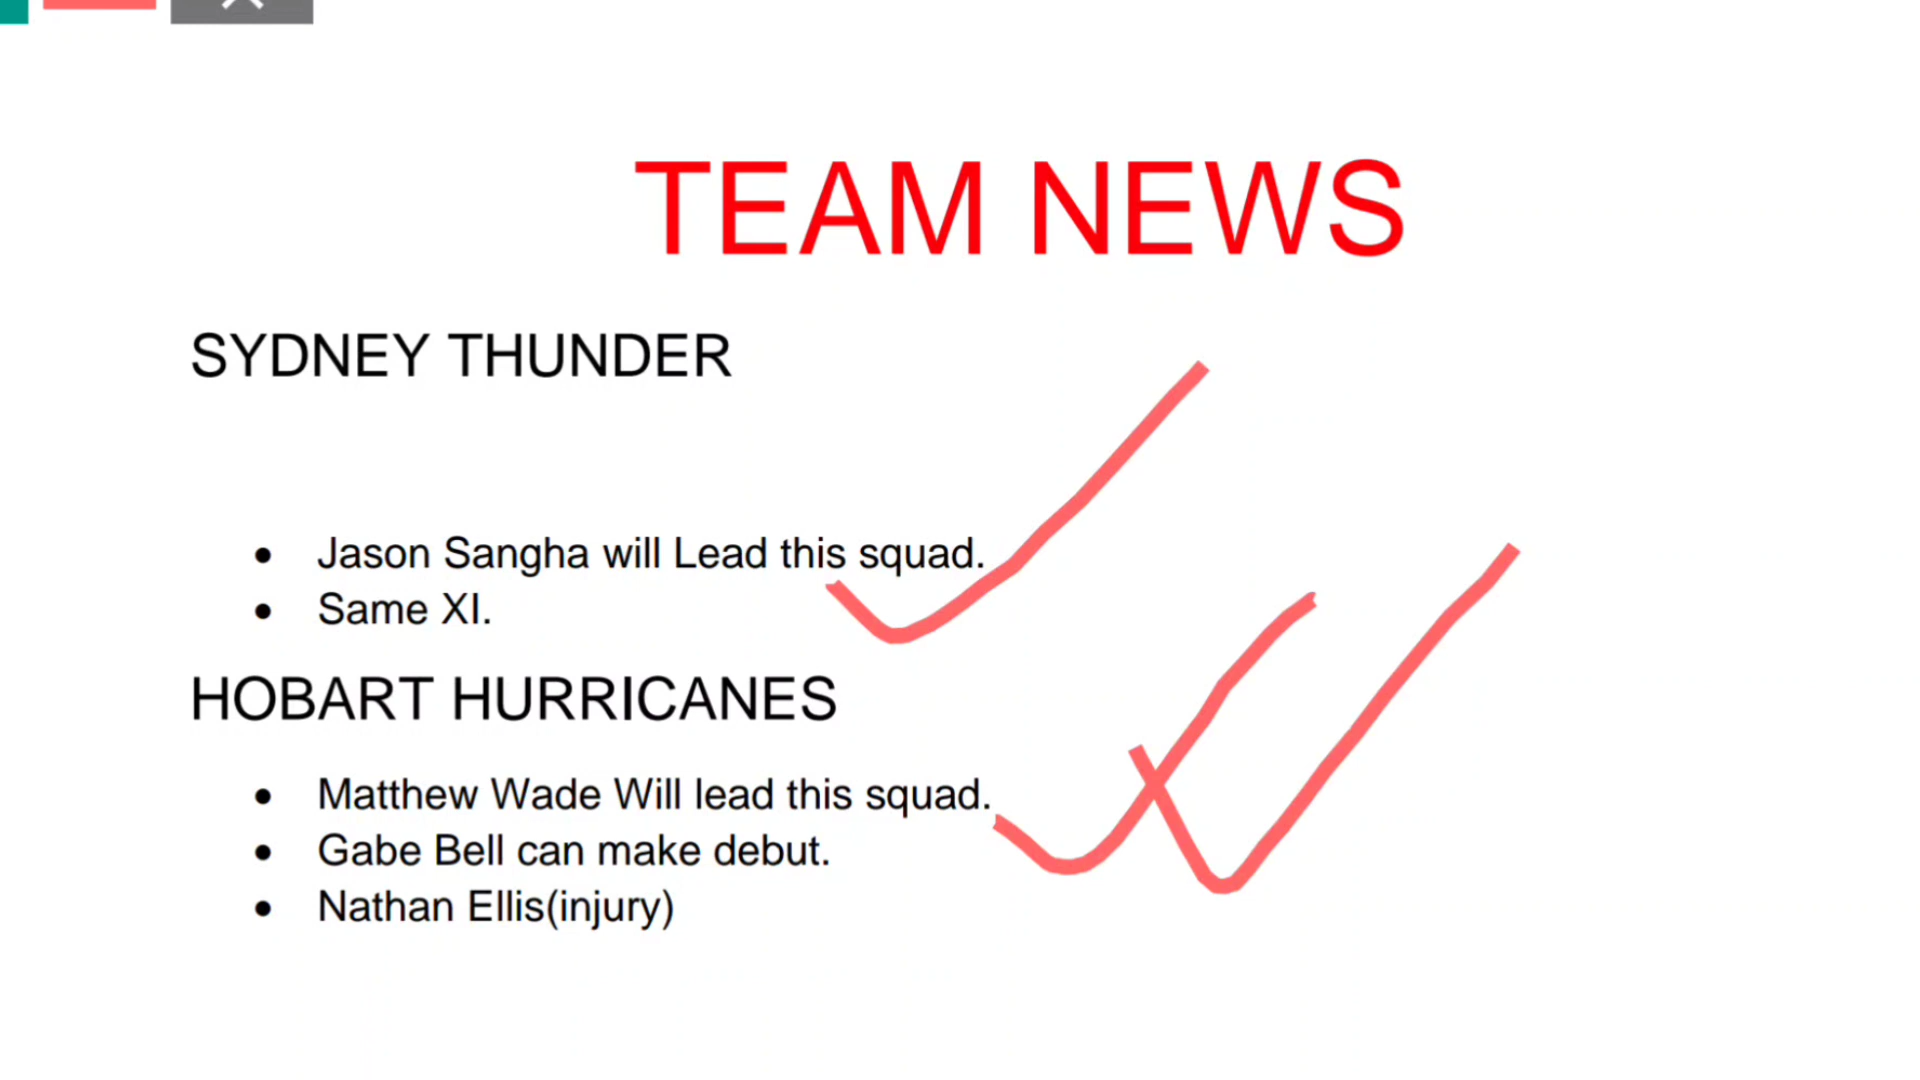 TEAM NEWS
SYDNEY THUNDER
• Jason Sangha will Lead this squad.
• Same XI.
HOBART HURRICANES
• Matthew Wade Will lead this squad.
• Gabe Bell can make debut.
• Nathan Ellis(injury)